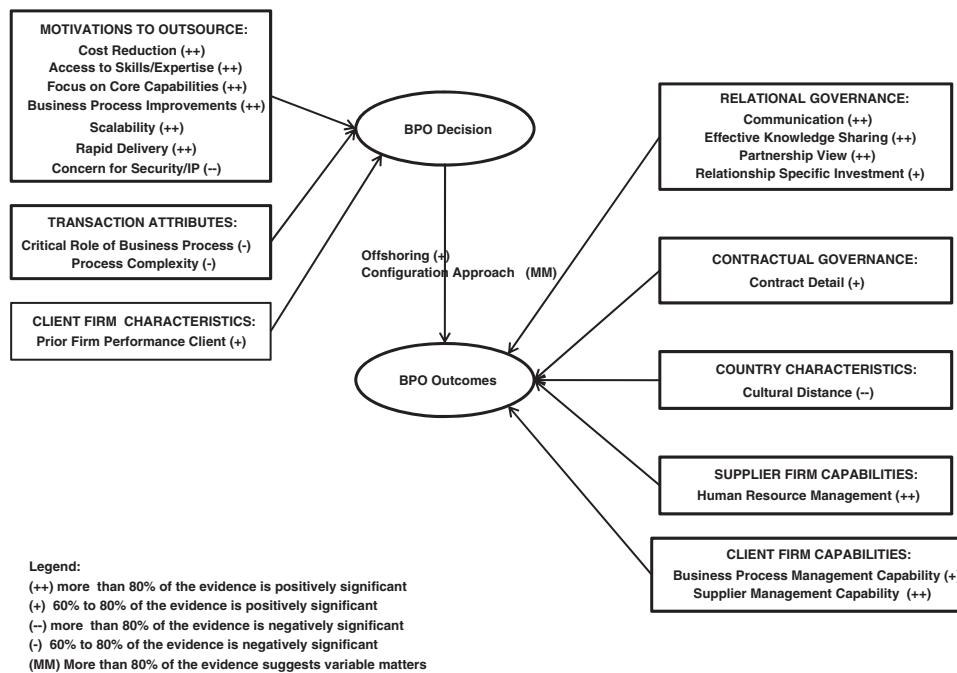 MOTIVATIONS TO OUTSOURCE:
Cost Reduction (++)
Access to Skills/Expertise (++)
Focus on Core Capabilities (++)
Business Process Improvements (++)
Scalability (++)
Rapid Delivery (++)
Concern for Security/IP (--)
TRANSACTION ATTRIBUTES:
Critical Role of Business Process (-)
Process Complexity (-)
CLIENT FIRM CHARACTERISTICS:
Prior Firm Performance Client (+)
BPO Decision
Offshoring (+)
Configuration Approach (MM)
BPO Outcomes
RELATIONAL GOVERNANCE:
Communication (++)
Effective Knowledge Sharing (++)
Partnership View (++)
Relationship Specific Investment (+)
CONTRACTUAL GOVERNANCE:
Contract Detail (+)
COUNTRY CHARACTERISTICS:
Cultural Distance (--)
SUPPLIER FIRM CAPABILITIES:
Human Resource Management (++)
CLIENT FIRM CAPABILITIES:
Business Process Management Capability (+
Supplier Management Capability (++)
Legend:
(++) more than 80% of the evidence is positively significant
(+) 60% to 80% of the evidence is positively significant
(--) more than 80% of the evidence is negatively significant
(-) 60% to 80% of the evidence is negatively significant
(MM) More than 80% of the evidence suggests variable matters